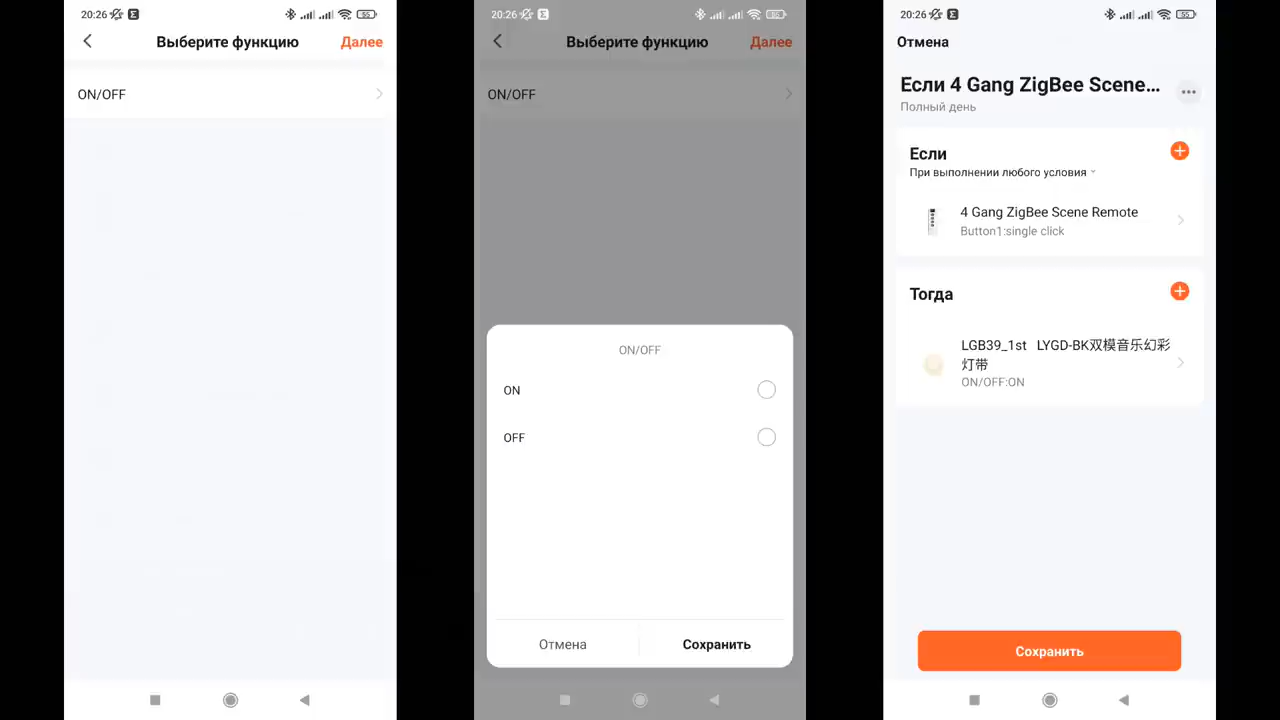 20:26
55
Выберите функцию
Далее
ON/OFF
20:26
55
Выберите функцию
Далее
ON/OFF
ON/OFF
ON
OFF
Отмена
Сохранить
20:26
55
Отмена
Если 4 Gang ZigBee Scene...
Полный день
Если
При выполнении любого условия
4 Gang ZigBee Scene Remote
Button1:single click
Тогда
LGB39_1st LYGD-BK双模音乐幻彩
灯带
ON/OFF:ON
Сохранить